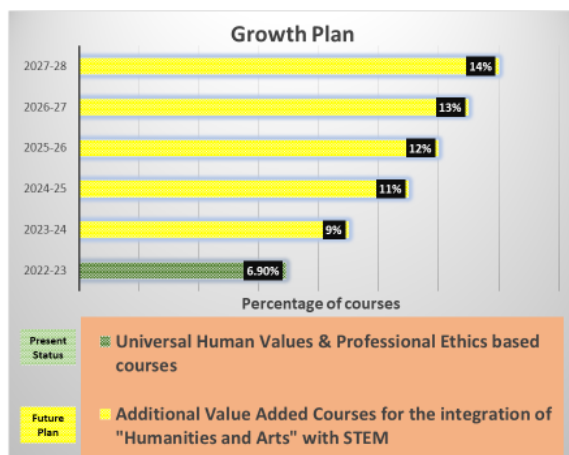 Growth Plan
2027-28
14%
2026-27
13%
2025-26
12%
2024-25
11%
2023-24
9%
2022-23
6.90%
Percentage of courses
Present
Status
Universal Human Values & Professional Ethics based
courses
Future
Plan
Additional Value Added Courses for the integration of
"Humanities and Arts" with STEM